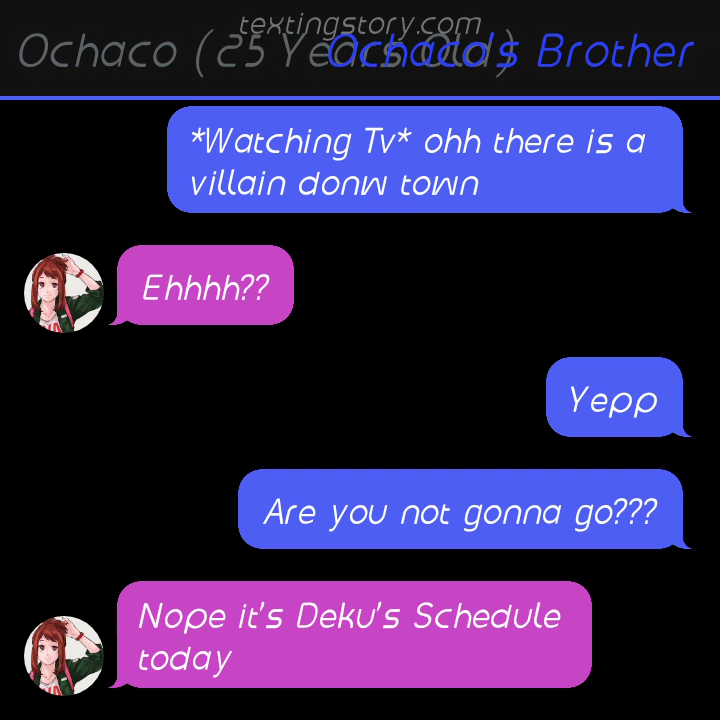 textingstory.com
Ochaco (25 Years Old)
Ochaco's Brother
*Watching Tv* ohh there is a
villain donw town
Ehhhh??
Yepp
Are you not gonna go???
Nope it's Deku's Schedule
today